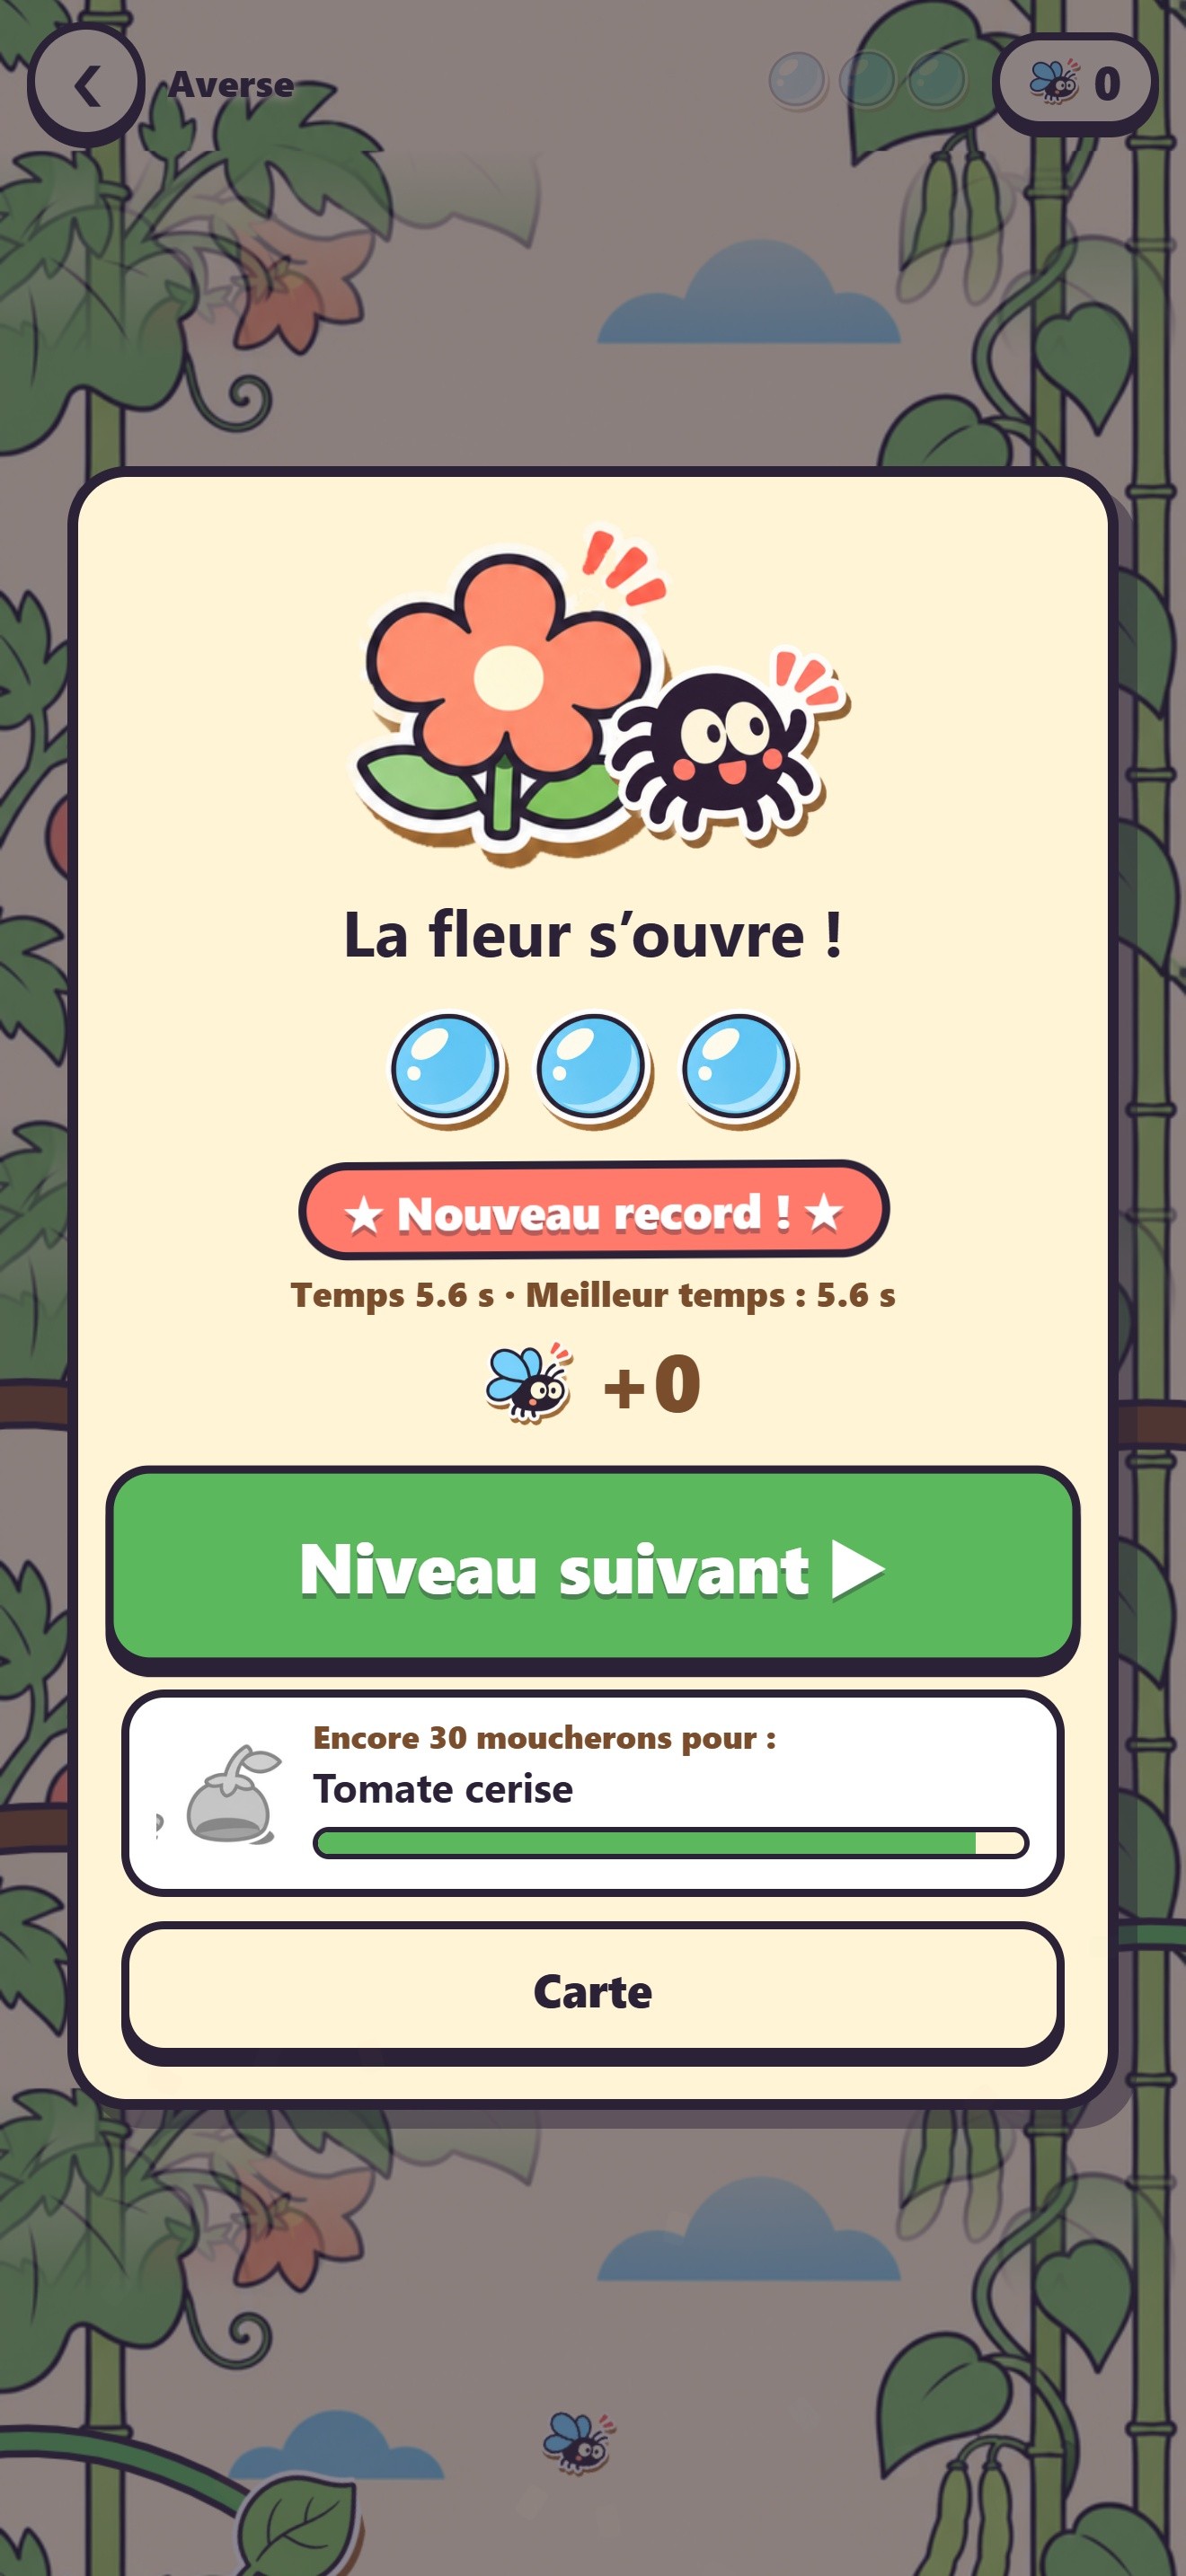 Averse
0
La fleur s’ouvre !
★ Nouveau record ! ★
Temps 5.6 s · Meilleur temps : 5.6 s
+0
Niveau suivant ▶
Encore 30 moucherons pour :
Tomate cerise
Carte